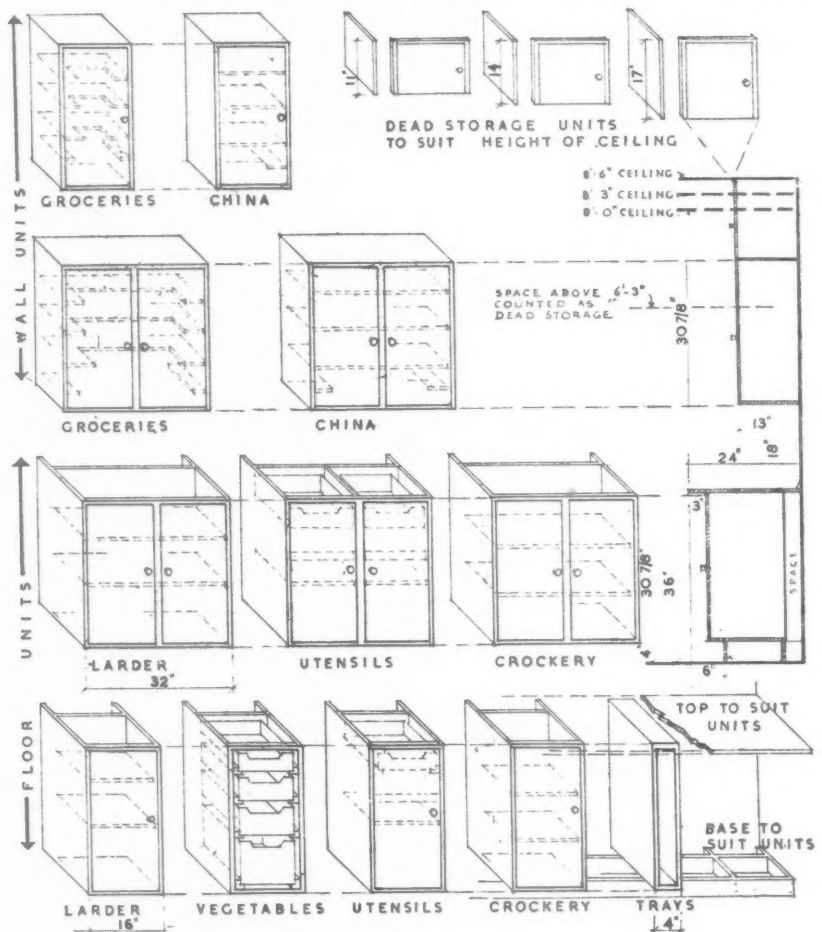 11"
14"
17"
DEAD STORAGE UNITS
TO SUIT HEIGHT OF CEILING
8'-6" CEILING
8' 3" CEILING
8'-0" CEILING
GROCERIES
CHINA
WALL UNITS
SPACE ABOVE 6'-3"
COUNTED AS
DEAD STORAGE
30 7/8"
GROCERIES
CHINA
13"
24"
18"
3"
30 7/8"
36"
SPACE
4
6"
LARDER
32"
UTENSILS
CROCKERY
FLOOR UNITS
TOP TO SUIT
UNITS
BASE TO
SUIT UNITS
LARDER
16"
VEGETABLES
UTENSILS
CROCKERY
TRAYS
4"